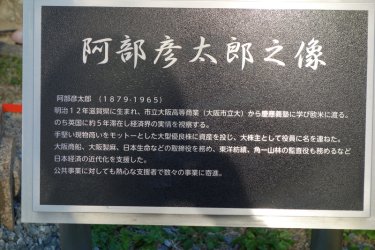 阿部彦太郎之像
阿部彦太郎 (1879-1965)
明治12年滋賀県に生まれ、市立大阪高等商業(大阪市立大)から慶應義塾に学び欧米に渡る。
のち英国に約5年滞在し経済界の実情を視察する。
手堅い現物商いをモットーとした大型優良株に資産を投じ、大株主として役員に名を連ねた。
大阪商船、大阪製麻、日本生命などの取締役を務め、東洋紡績、角一山林の監査役も務めるなど
日本経済の近代化を支援した。
公共事業に対しても熱心な支援者で数々の事業に寄進。